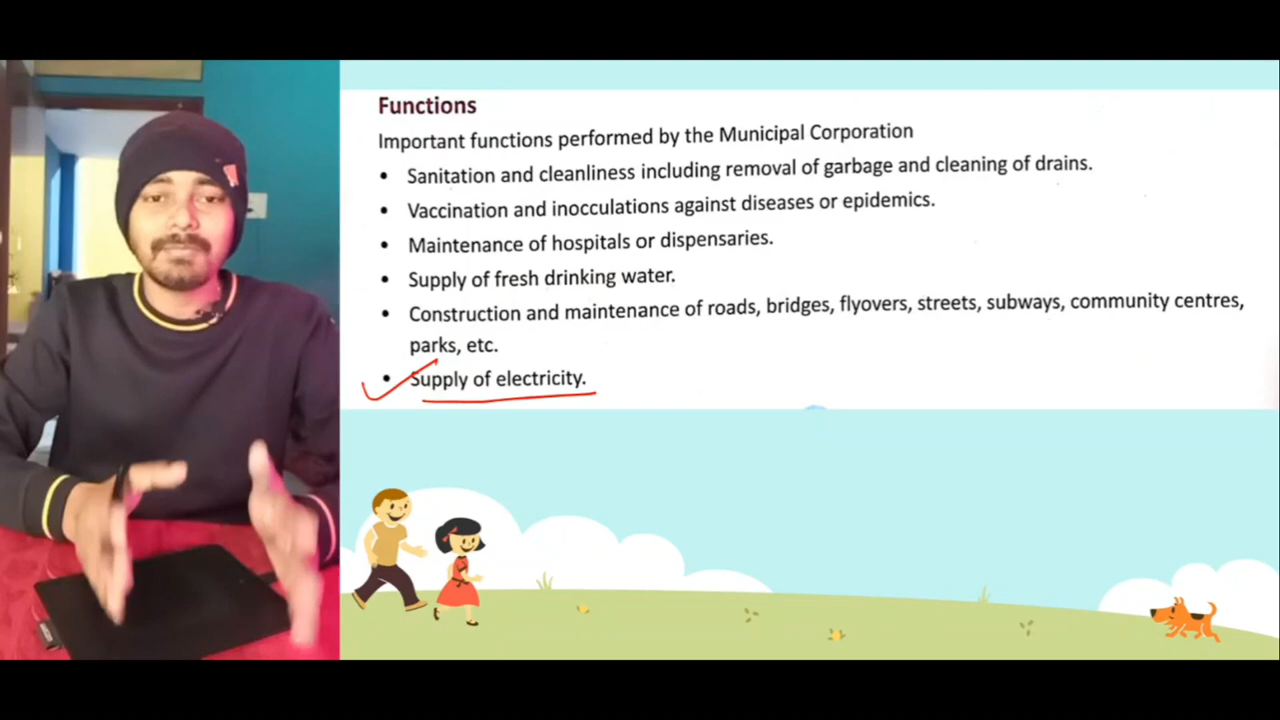 Functions
Important functions performed by the Municipal Corporation
• Sanitation and cleanliness including removal of garbage and cleaning of drains.
• Vaccination and inocculations against diseases or epidemics.
• Maintenance of hospitals or dispensaries.
• Supply of fresh drinking water.
• Construction and maintenance of roads, bridges, flyovers, streets, subways, community centres,
parks, etc.
• Supply of electricity.